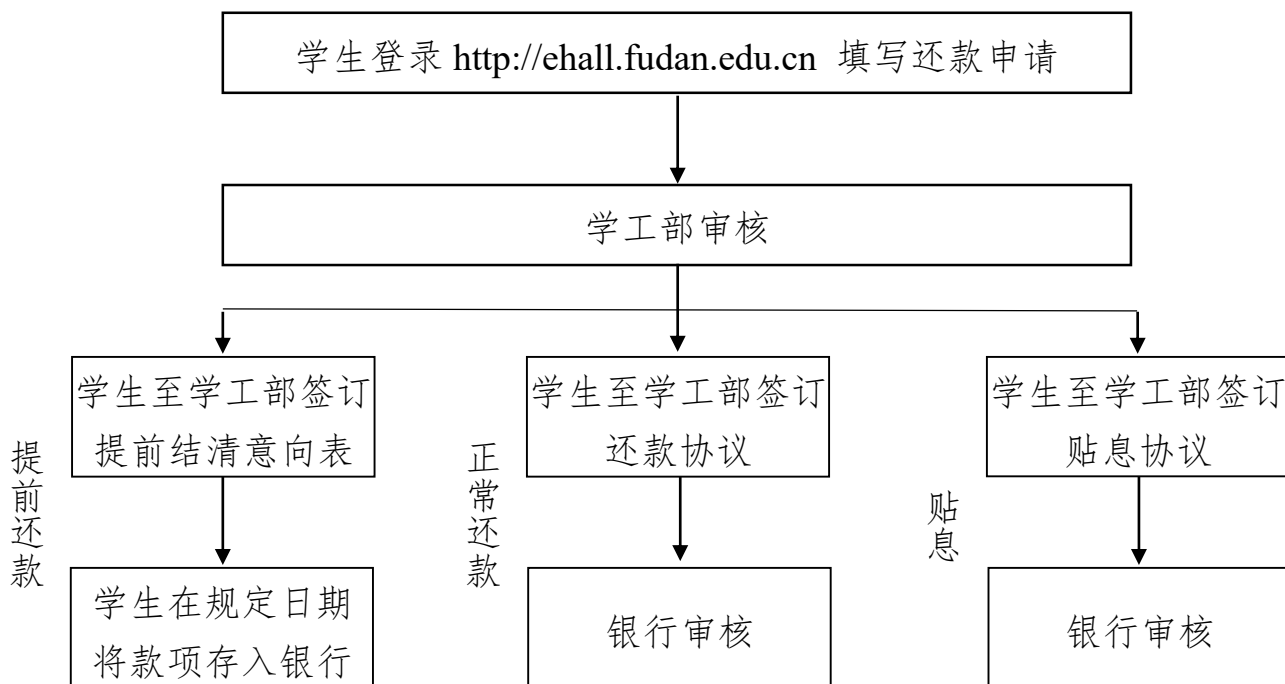 学生登录 http://ehall.fudan.edu.cn 填写还款申请
学工部审核
提前还款
学生至学工部签订
提前结清意向表
学生在规定日期
将款项存入银行
正常还款
学生至学工部签订
还款协议
银行审核
贴息
学生至学工部签订
贴息协议
银行审核